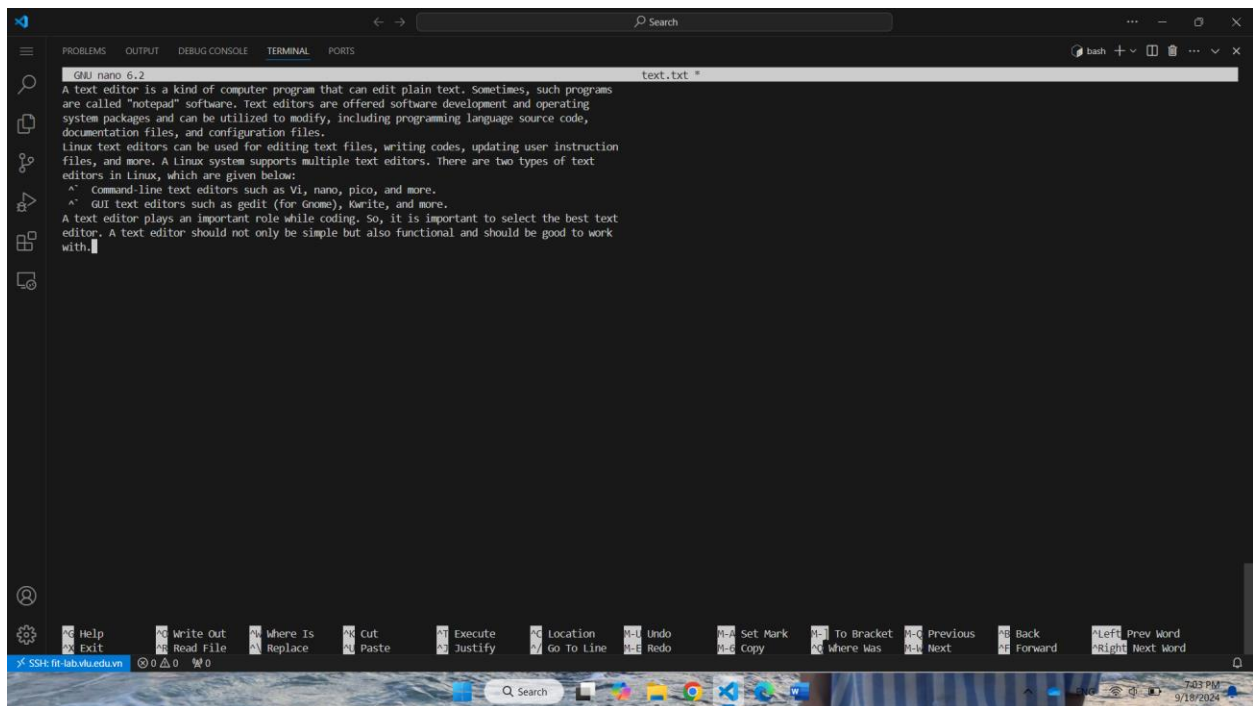 Search
PROBLEMS OUTPUT DEBUG CONSOLE TERMINAL PORTS
bash
GNU nano 6.2 text.txt *
A text editor is a kind of computer program that can edit plain text. Sometimes, such programs
are called "notepad" software. Text editors are offered software development and operating
system packages and can be utilized to modify, including programming language source code,
documentation files, and configuration files.
Linux text editors can be used for editing text files, writing codes, updating user instruction
files, and more. A Linux system supports multiple text editors. There are two types of text
editors in Linux, which are given below:
^` Command-line text editors such as Vi, nano, pico, and more.
^` GUI text editors such as gedit (for Gnome), Kwrite, and more.
A text editor plays an important role while coding. So, it is important to select the best text
editor. A text editor should not only be simple but also functional and should be good to work
with.
^G Help ^O Write Out ^W Where Is ^K Cut ^T Execute ^C Location M-U Undo M-A Set Mark M-] To Bracket M-Q Previous ^B Back ^Left Prev Word
^X Exit ^R Read File ^\ Replace ^U Paste ^J Justify ^/ Go To Line M-E Redo M-6 Copy ^Q Where Was M-W Next ^F Forward ^Right Next Word
SSH: fit-lab.vlu.edu.vn 0 0 0
Search
ENG
7:03 PM
9/18/2024